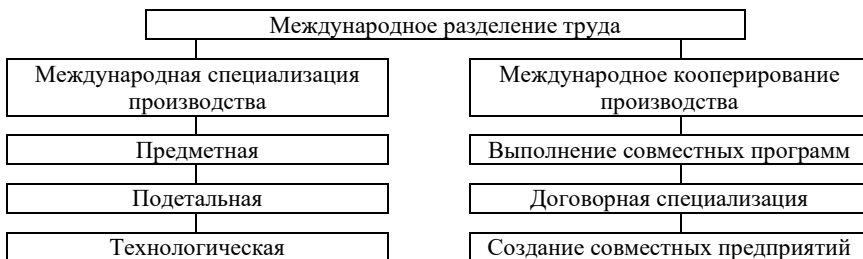 Международное разделение труда
Международная специализация
производства
Международное кооперирование
производства
Предметная
Выполнение совместных программ
Подетальная
Договорная специализация
Технологическая
Создание совместных предприятий